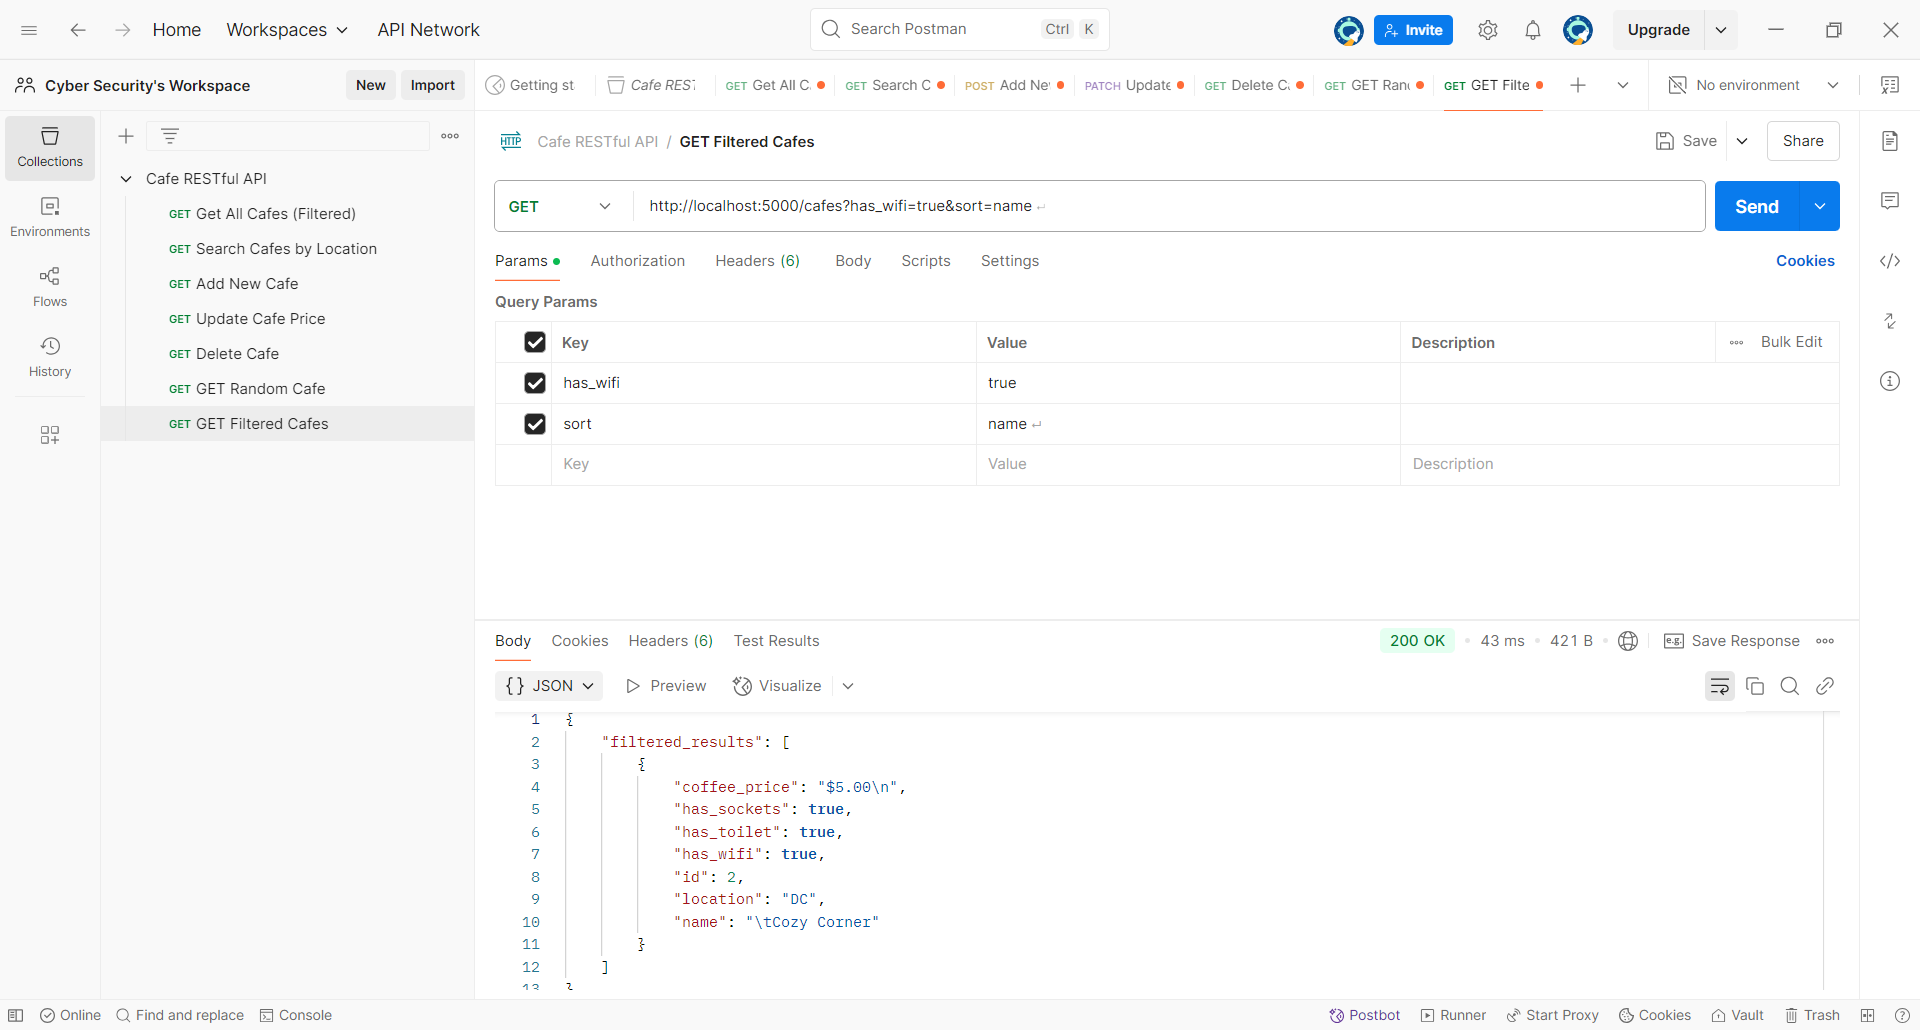 Home Workspaces API Network Search Postman Ctrl K Invite Upgrade
Cyber Security's Workspace New Import
Getting st Cafe REST GET Get All C POST Add Ne PATCH Update GET Delete C GET GET Ran GET GET Filte No environment
Collections
Environments
Flows
History
Cafe RESTful API
GET Get All Cafes (Filtered)
GET Search Cafes by Location
GET Add New Cafe
GET Update Cafe Price
GET Delete Cafe
GET GET Random Cafe
GET GET Filtered Cafes
HTTP Cafe RESTful API / GET Filtered Cafes Save Share
GET http://localhost:5000/cafes?has_wifi=true&sort=name ↵ Send
Params Authorization Headers (6) Body Scripts Settings Cookies
Query Params
Key Value Description Bulk Edit
has_wifi true
sort name ↵
Key Value Description
Body Cookies Headers (6) Test Results 200 OK 43 ms 421 B e.g. Save Response
{} JSON Preview Visualize
1 {
2 "filtered_results": [
3 {
4 "coffee_price": "$5.00\n",
5 "has_sockets": true,
6 "has_toilet": true,
7 "has_wifi": true,
8 "id": 2,
9 "location": "DC",
10 "name": "\tCozy Corner"
11 }
12 ]
13 }
Online Find and replace Console Postbot Runner Start Proxy Cookies Vault Trash